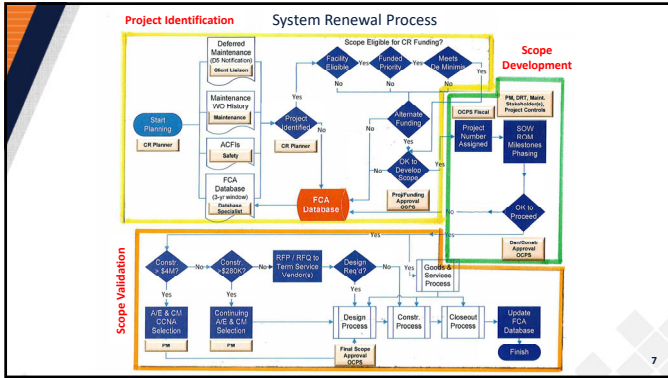 Project Identification
System Renewal Process
Scope Eligible for CR Funding?
Scope
Development
Deferred
Maintenance
(D5 Notification)
Client Liaison
Facility
Eligible
Yes
Funded
Priority
Yes
Meets
De Minimis
No
No
No
Yes
Maintenance
WO History
Maintenance
Yes
Start
Planning
CR Planner
Project
Identified
CR Planner
No
Alternate
Funding
No
Yes
ACFIs
Safety
OK to
Develop
Scope
Yes
No
Proj/Funding
Approval
OCPS
FCA
Database
(3-yr window)
Database
Specialist
FCA
Database
OCPS Fiscal
PM, DRT, Maint.
Stakeholder(s),
Project Controls
Project
Number
Assigned
SOW
ROM
Milestones
Phasing
OK to
Proceed
No
Yes
Approval
OCPS
Scope Validation
Constr.
> $4M?
No
Constr.
>$280K?
No
RFP / RFQ to
Term Service
Vendor(s)
Design
Req'd?
No
Yes
Yes
Yes
Yes
Yes
Goods &
Services
Process
A/E & CM
CCNA
Selection
PM
Continuing
A/E & CM
Selection
PM
Design
Process
Constr.
Process
Closeout
Process
Update
FCA
Database
Final Scope
Approval
OCPS
Finish
7